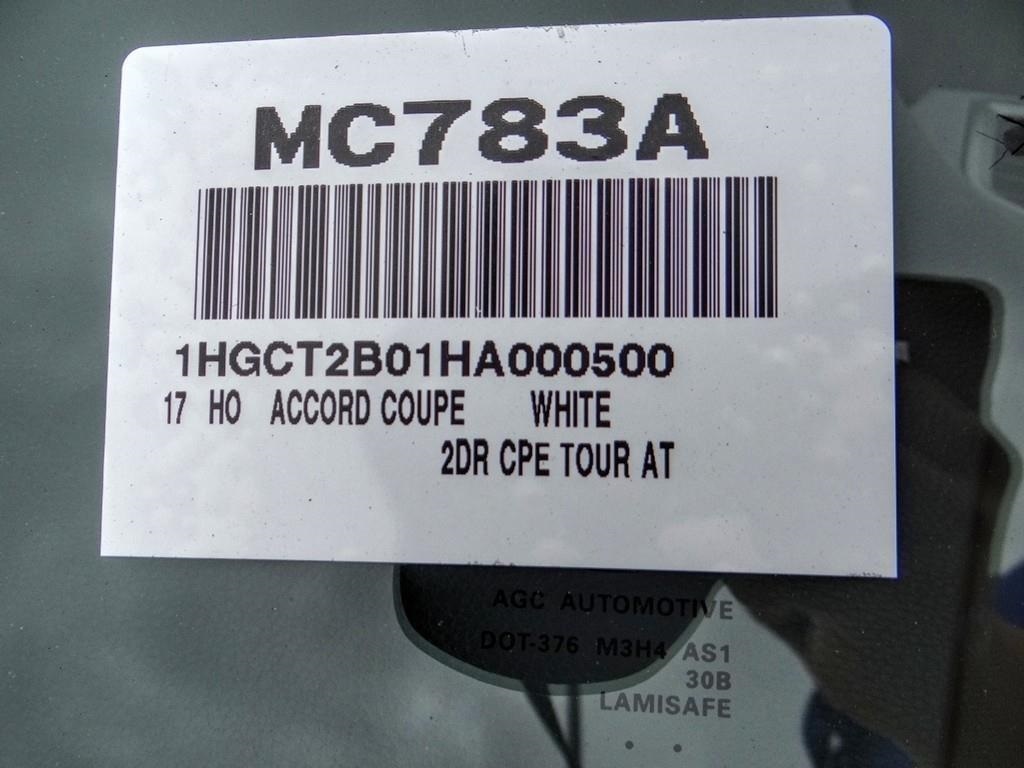 MC783A
1HGCT2B01HA000500
17 HO ACCORD COUPE WHITE
2DR CPE TOUR AT
AGC AUTOMOTIVE
DOT-376 M3H4 AS1
30B
LAMISAFE